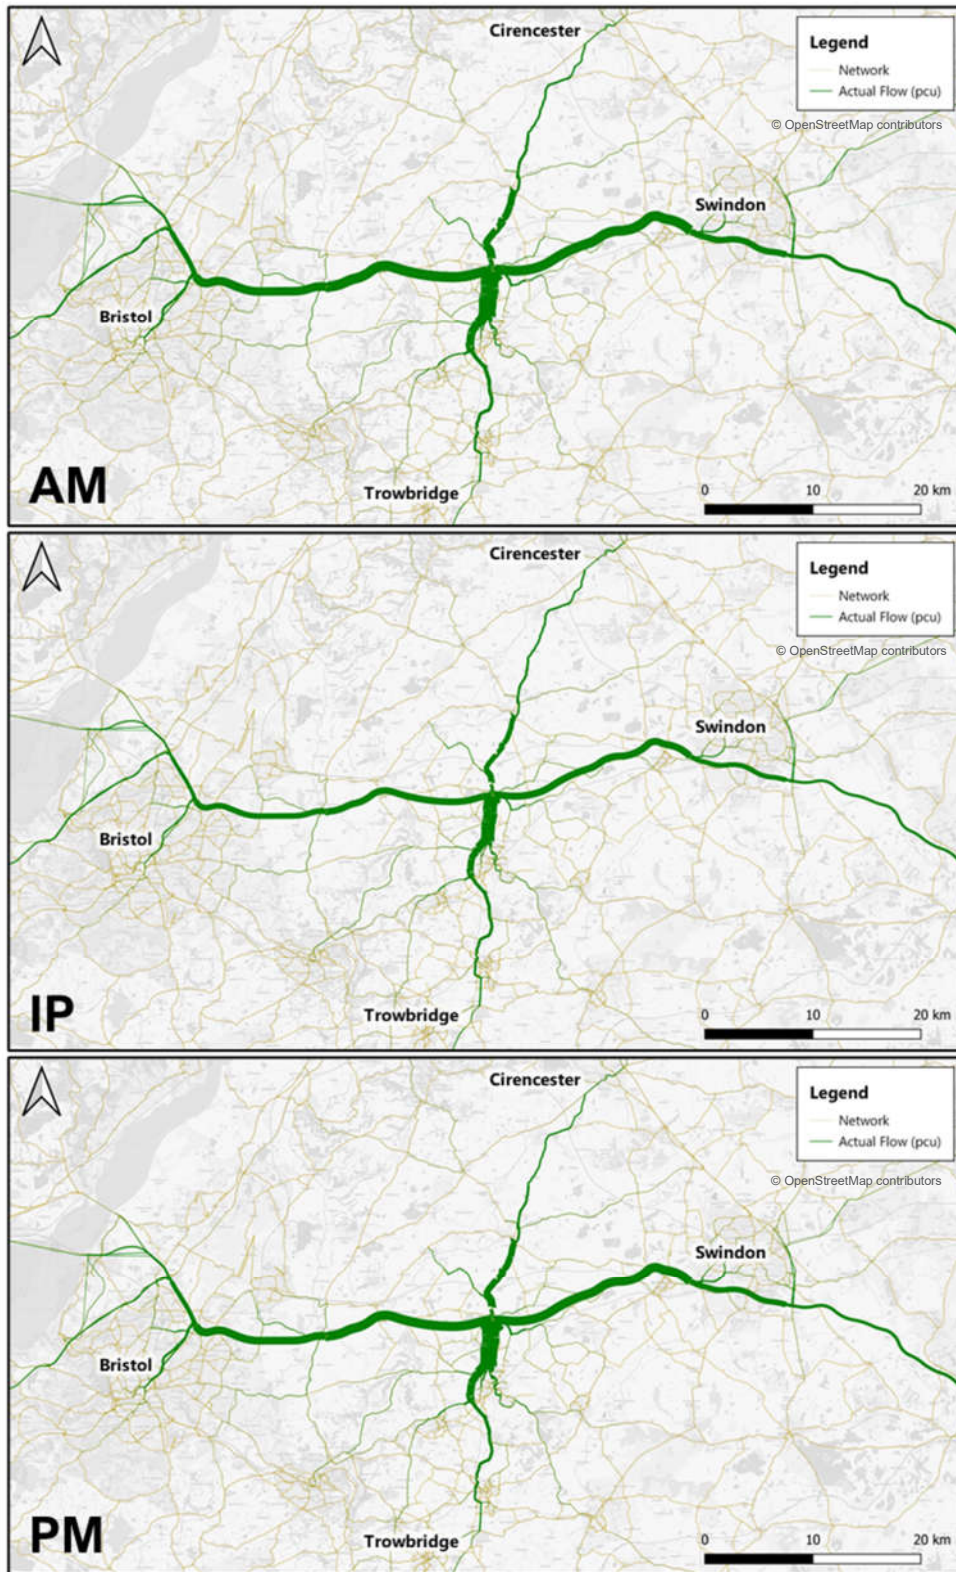 Cirencester
Legend
Network
Actual Flow (pcu)
© OpenStreetMap contributors
Swindon
Bristol
AM
Trowbridge
0 10 20 km
Cirencester
Legend
Network
Actual Flow (pcu)
© OpenStreetMap contributors
Swindon
Bristol
IP
Trowbridge
0 10 20 km
Cirencester
Legend
Network
Actual Flow (pcu)
© OpenStreetMap contributors
Swindon
Bristol
PM
Trowbridge
0 10 20 km